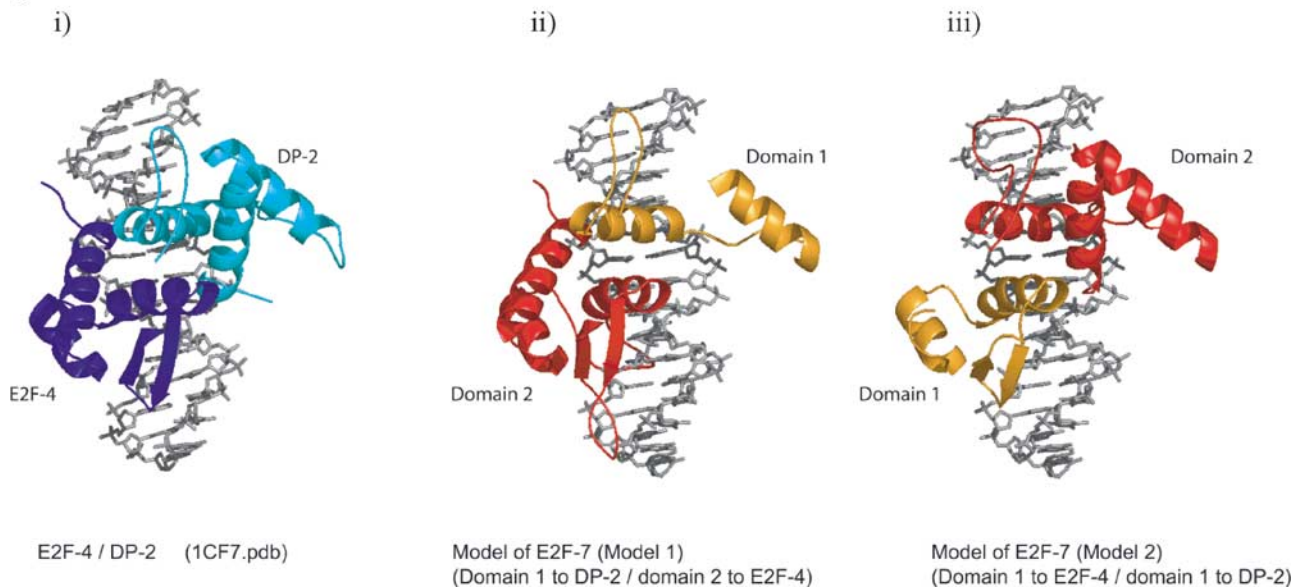 i)
ii)
iii)
DP-2
E2F-4
Domain 1
Domain 2
Domain 2
Domain 1
E2F-4 / DP-2 (1CF7.pdb)
Model of E2F-7 (Model 1)
(Domain 1 to DP-2 / domain 2 to E2F-4)
Model of E2F-7 (Model 2)
(Domain 1 to E2F-4 / domain 1 to DP-2)